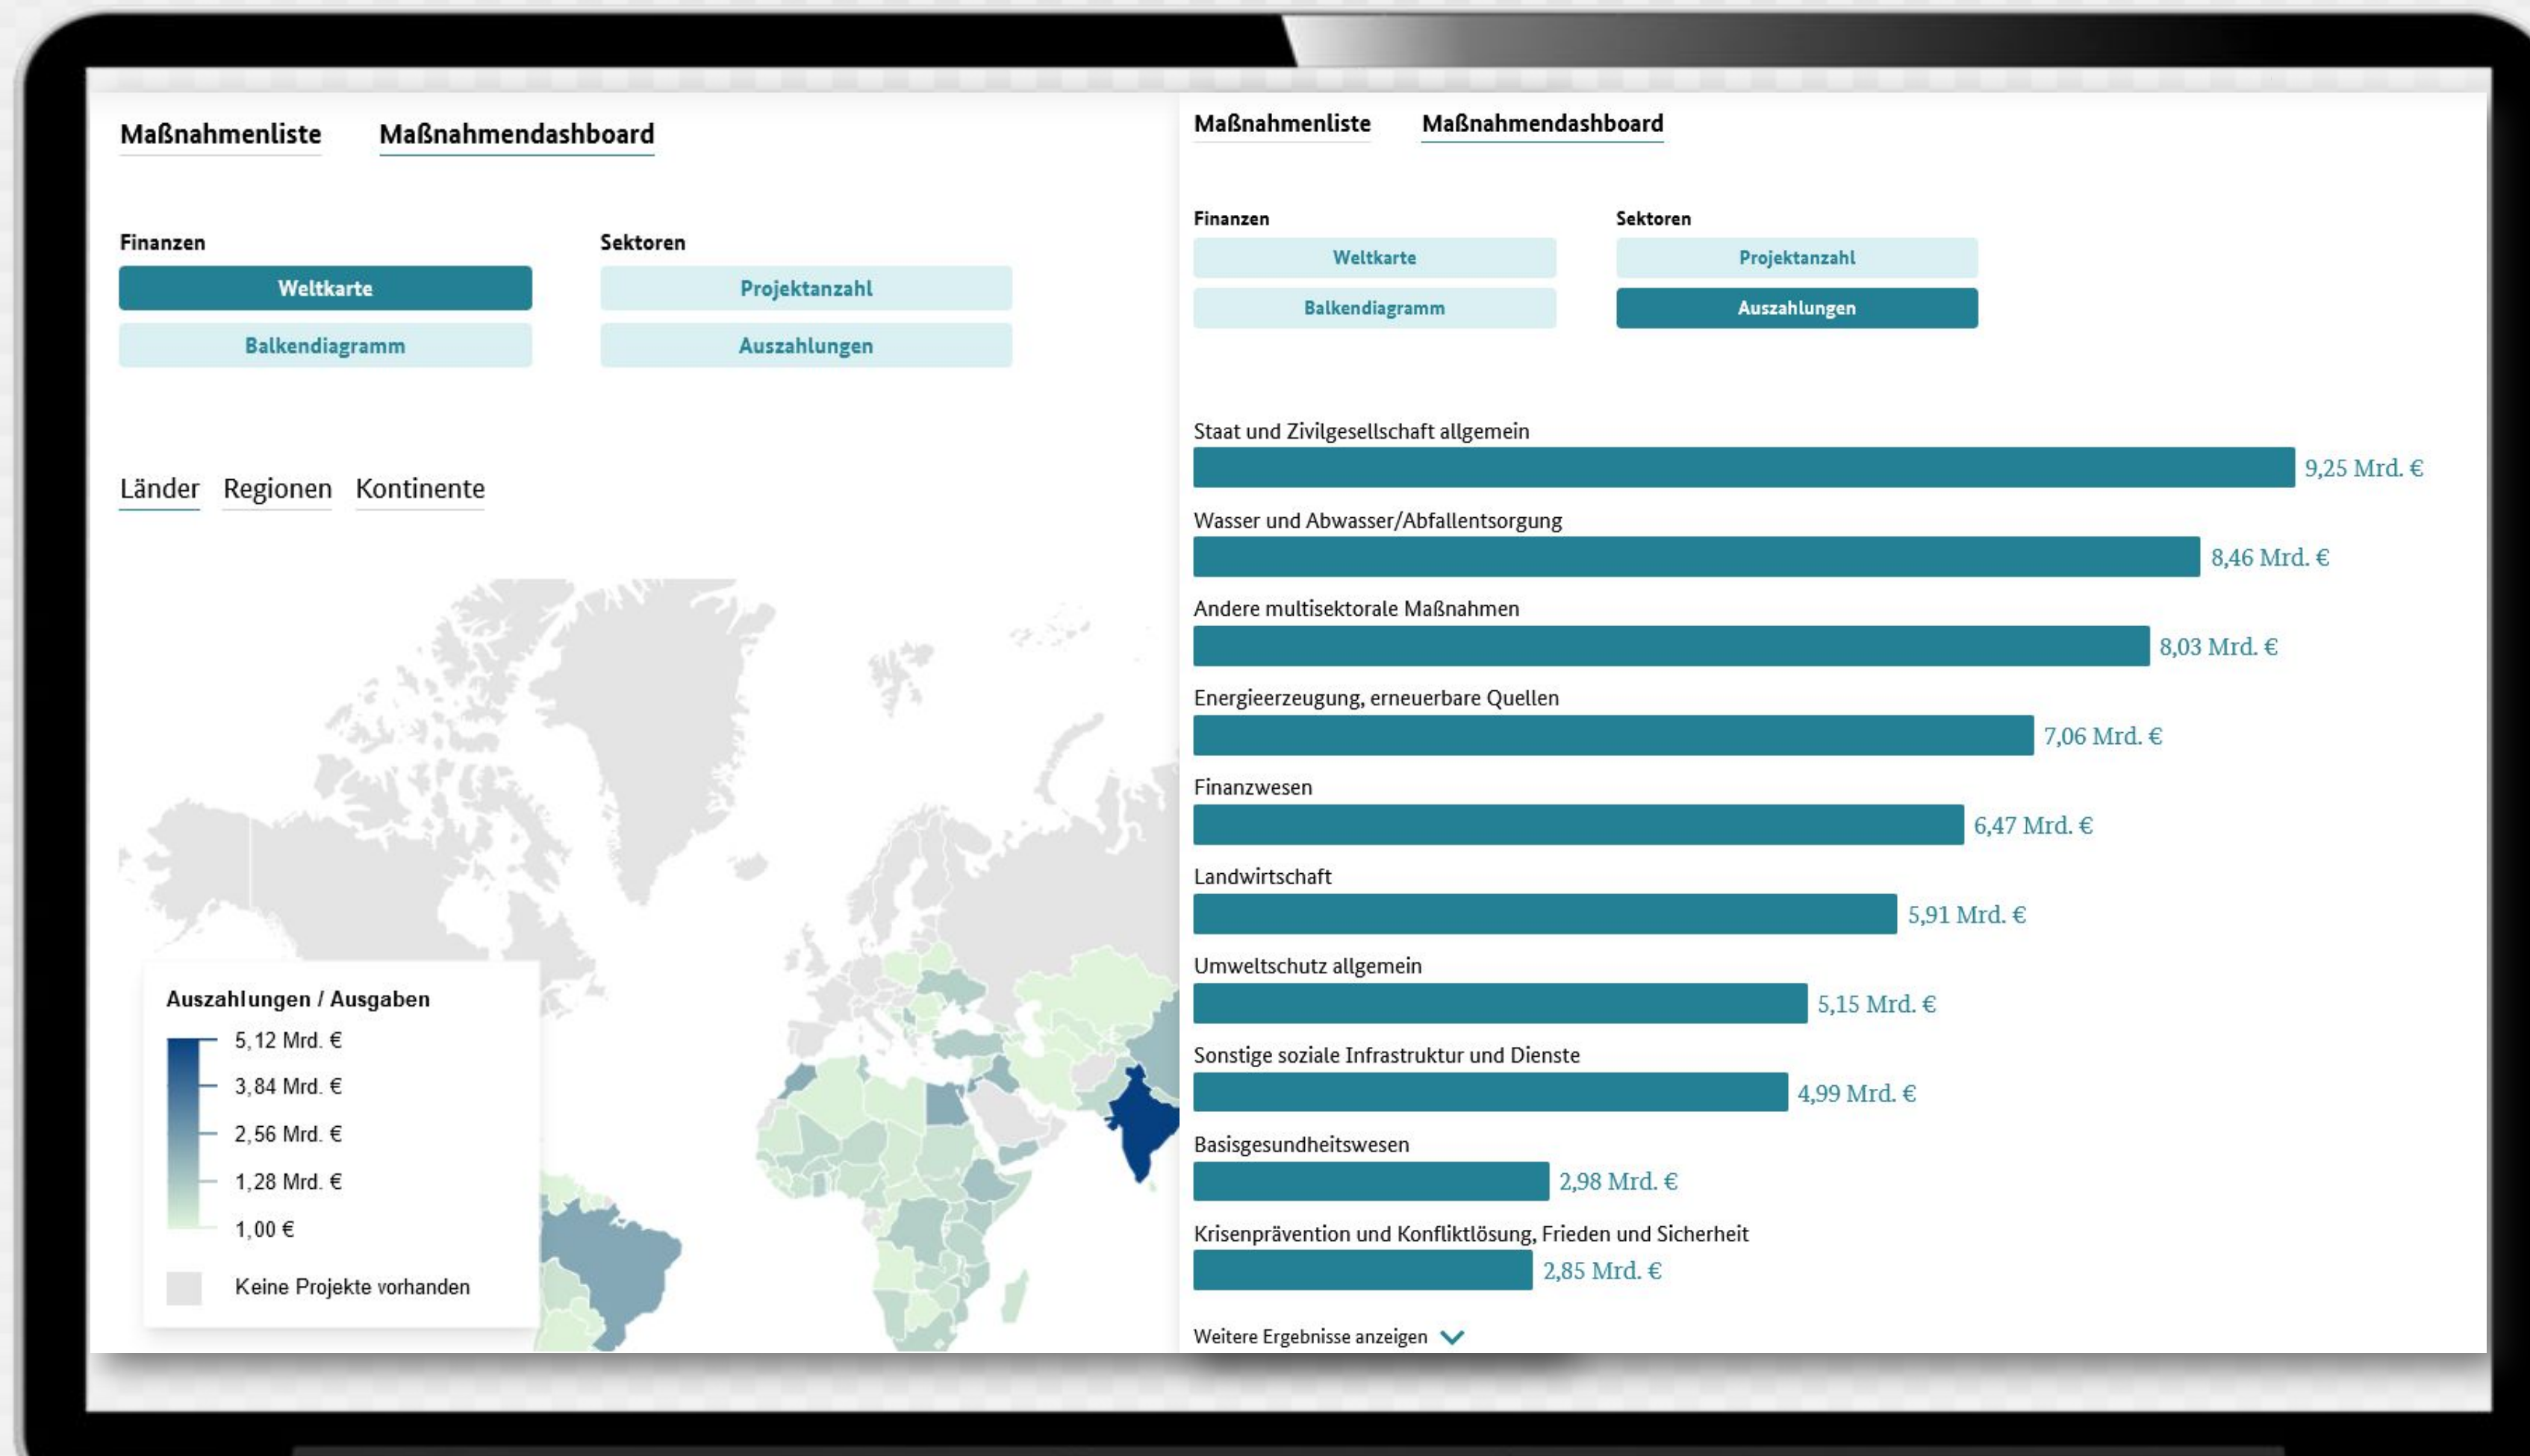 Maßnahmenliste Maßnahmendashboard
Finanzen Sektoren
Weltkarte Projektanzahl
Balkendiagramm Auszahlungen
Länder Regionen Kontinente
Auszahlungen / Ausgaben
5,12 Mrd. €
3,84 Mrd. €
2,56 Mrd. €
1,28 Mrd. €
1,00 €
Keine Projekte vorhanden
Maßnahmenliste Maßnahmendashboard
Finanzen Sektoren
Weltkarte Projektanzahl
Balkendiagramm Auszahlungen
Staat und Zivilgesellschaft allgemein
9,25 Mrd. €
Wasser und Abwasser/Abfallentsorgung
8,46 Mrd. €
Andere multisektorale Maßnahmen
8,03 Mrd. €
Energieerzeugung, erneuerbare Quellen
7,06 Mrd. €
Finanzwesen
6,47 Mrd. €
Landwirtschaft
5,91 Mrd. €
Umweltschutz allgemein
5,15 Mrd. €
Sonstige soziale Infrastruktur und Dienste
4,99 Mrd. €
Basisgesundheitswesen
2,98 Mrd. €
Krisenprävention und Konfliktlösung, Frieden und Sicherheit
2,85 Mrd. €
Weitere Ergebnisse anzeigen